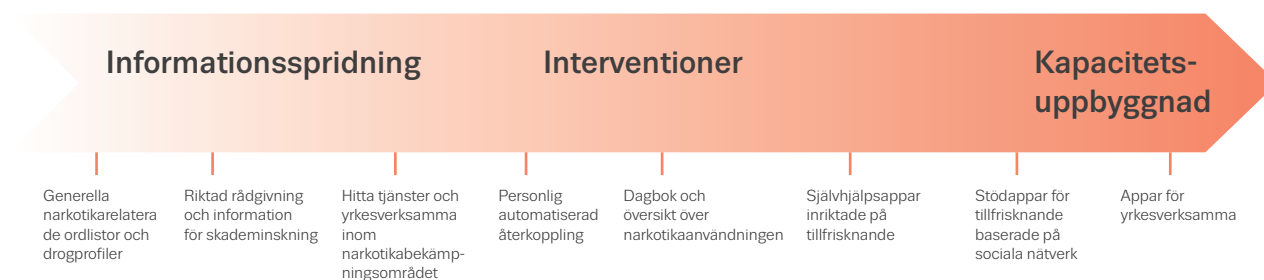 Informationsspridning
Interventioner
Kapacitets-
uppbyggnad
Generella
narkotikarelatera
de ordlistor och
drogprofiler
Riktad rådgivning
och information
för skademinskning
Hitta tjänster och
yrkesverksamma
inom
narkotikabekämp-
ningsområdet
Personlig
automatiserad
återkoppling
Dagbok och
översikt över
narkotikaanvändningen
Självhjälpsappar
inriktade på
tillfrisknande
Stödappar för
tillfrisknande
baserade på
sociala nätverk
Appar för
yrkesverksamma